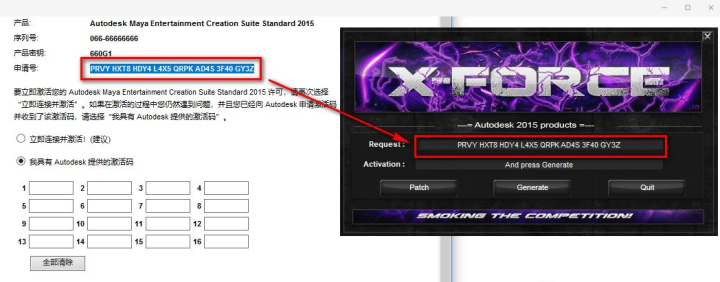 产品: Autodesk Maya Entertainment Creation Suite Standard 2015
序列号: 066-66666666
产品密钥: 660G1
申请号: PRVY HXT8 HDY4 L4X5 QRPK AD4S 3F40 GY3Z
要立即激活您的 Autodesk Maya Entertainment Creation Suite Standard 2015 许可，请再次选择
“立即连接并激活”。如果在激活的过程中您仍然遇到问题，并且您已经向 Autodesk 申请激活码
并收到了该激活码，请选择“我具有 Autodesk 提供的激活码”。
立即连接并激活! (建议)
我具有 Autodesk 提供的激活码
1 2 3 4
5 6 7 8
9 10 11 12
13 14 15 16
全部清除
X-FORCE
---= Autodesk 2015 products =---
Request : PRVY HXT8 HDY4 L4X5 QRPK AD4S 3F40 GY3Z
Activation : And press Generate
Patch Generate Quit
SMOKING THE COMPETITION!